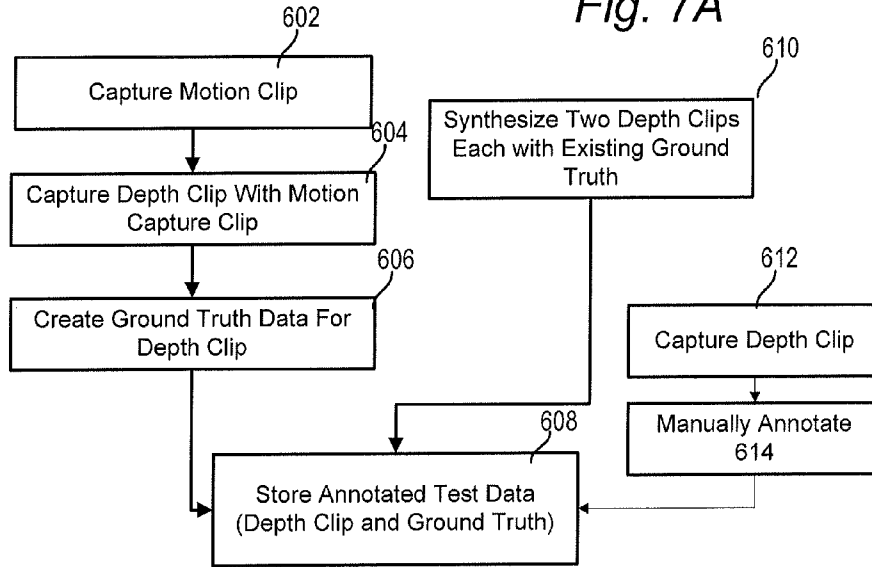 Fig. 7A
602
Capture Motion Clip
604
Capture Depth Clip With Motion
Capture Clip
606
Create Ground Truth Data For
Depth Clip
610
Synthesize Two Depth Clips
Each with Existing Ground
Truth
612
Capture Depth Clip
Manually Annotate
614
608
Store Annotated Test Data
(Depth Clip and Ground Truth)